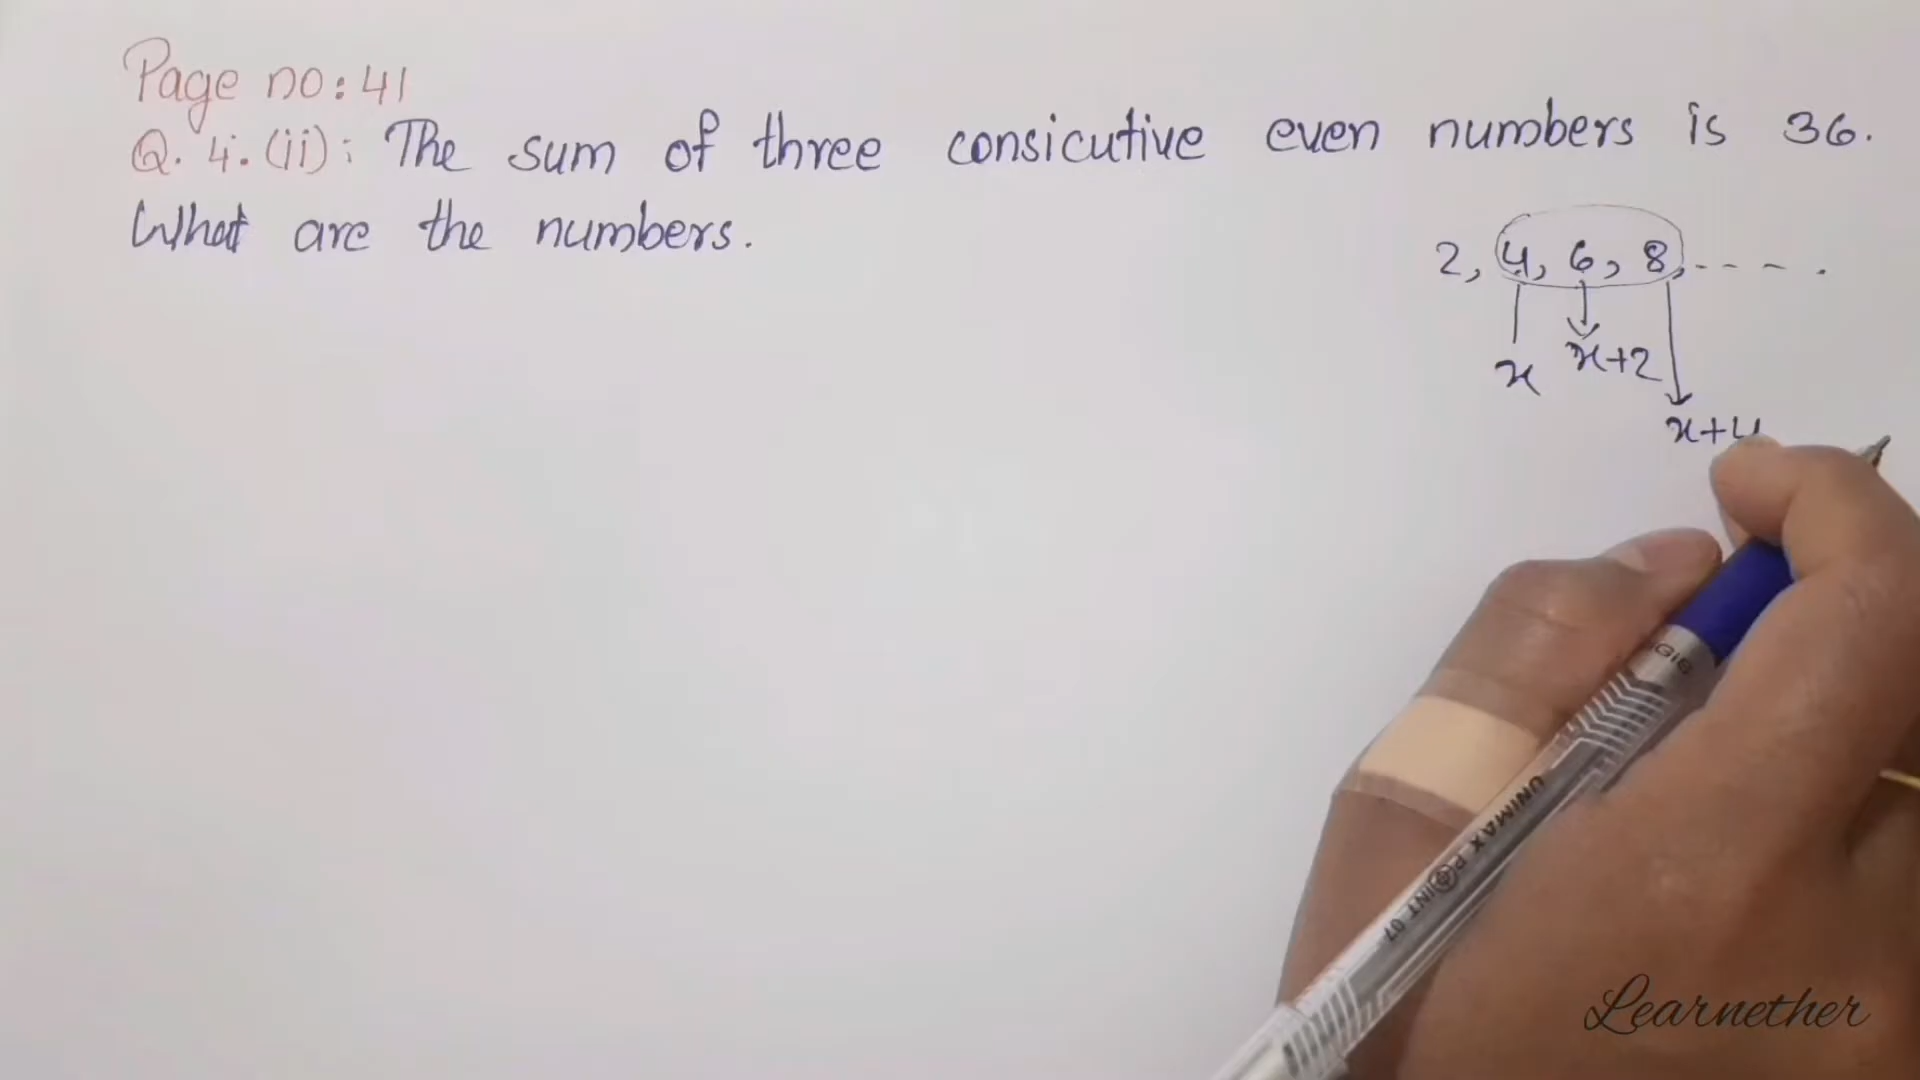 Page no: 41
Q. 4. (ii): The sum of three consicutive even numbers is 36.
What are the numbers.
2, 4, 6, 8, - - - - .
x x+2
x+4
UNIMAX POINT 07
Learnether